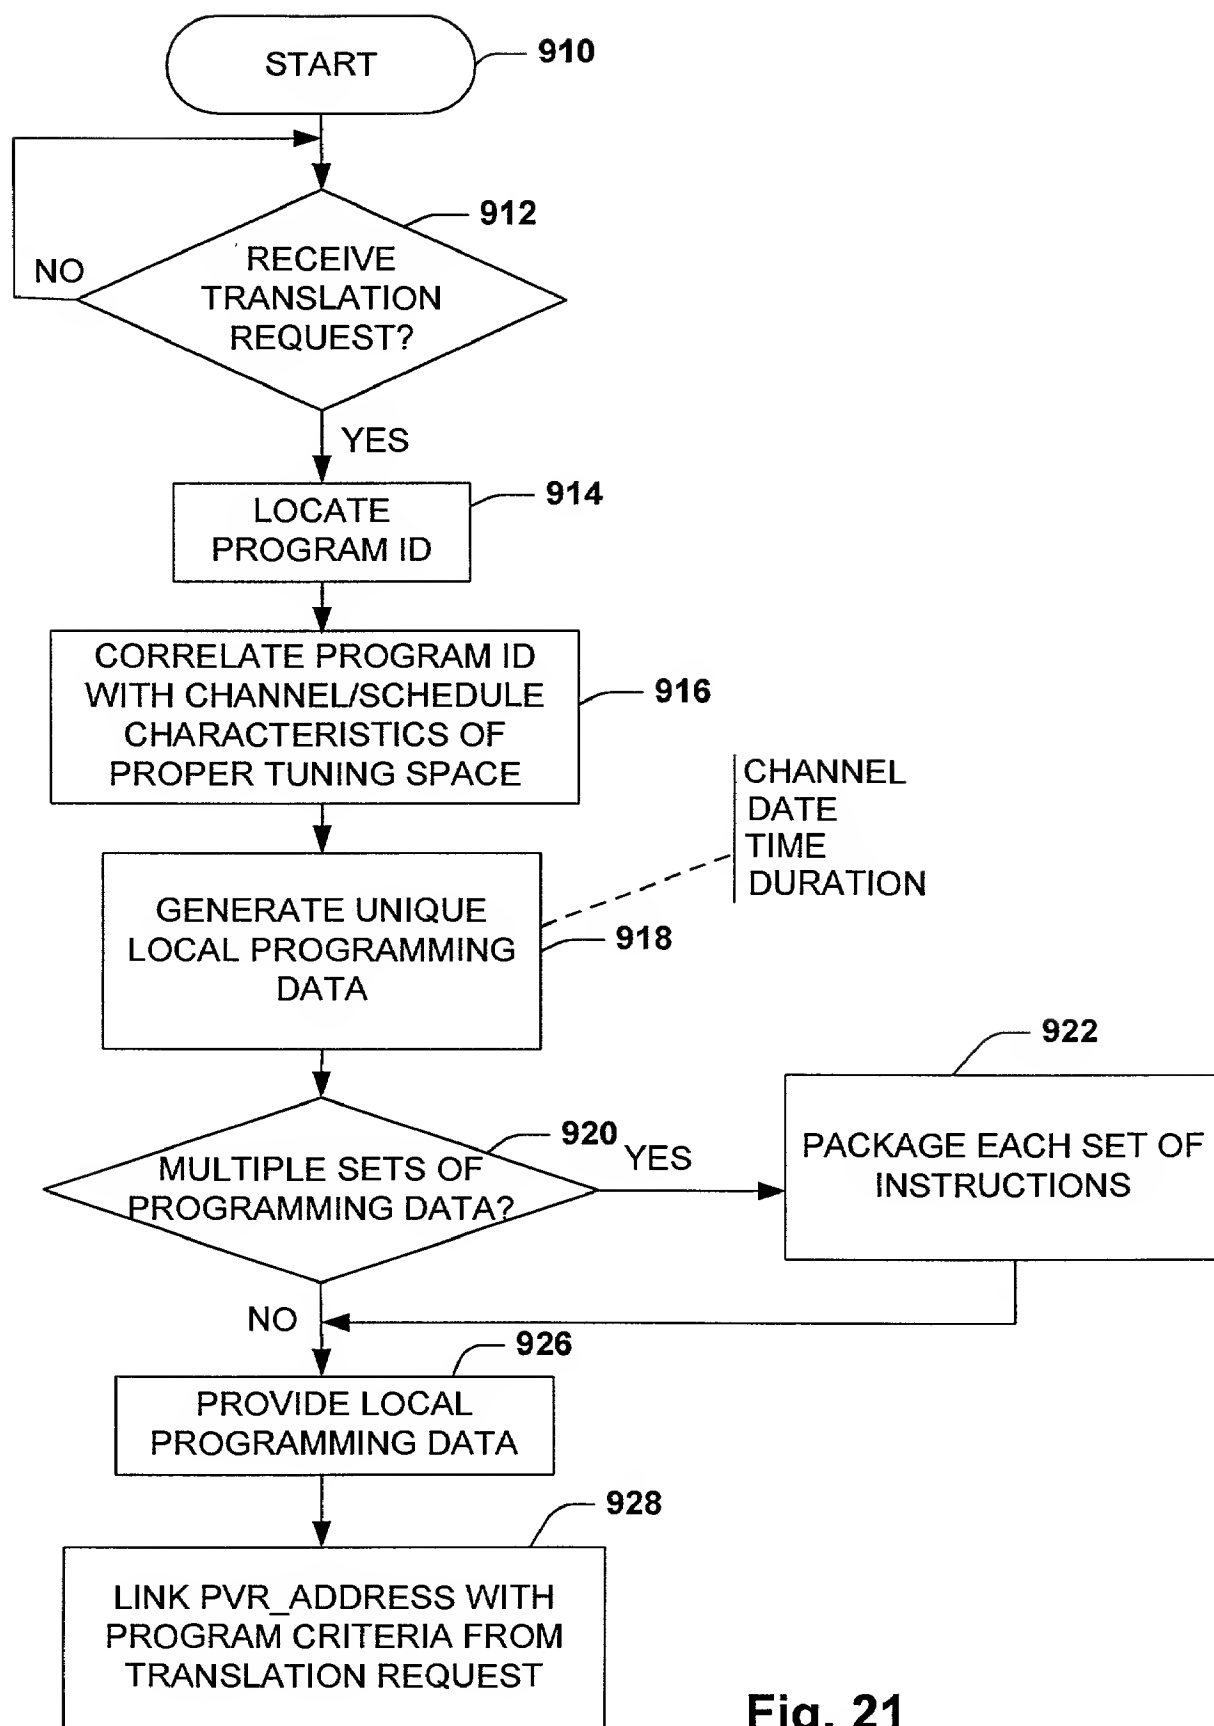 START
910
912
RECEIVE
TRANSLATION
REQUEST?
NO
YES
914
LOCATE
PROGRAM ID
CORRELATE PROGRAM ID
WITH CHANNEL/SCHEDULE
CHARACTERISTICS OF
PROPER TUNING SPACE
916
CHANNEL
DATE
TIME
DURATION
GENERATE UNIQUE
LOCAL PROGRAMMING
DATA
918
922
920
MULTIPLE SETS OF
PROGRAMMING DATA?
YES
PACKAGE EACH SET OF
INSTRUCTIONS
NO
926
PROVIDE LOCAL
PROGRAMMING DATA
928
LINK PVR_ADDRESS WITH
PROGRAM CRITERIA FROM
TRANSLATION REQUEST
Fig. 21